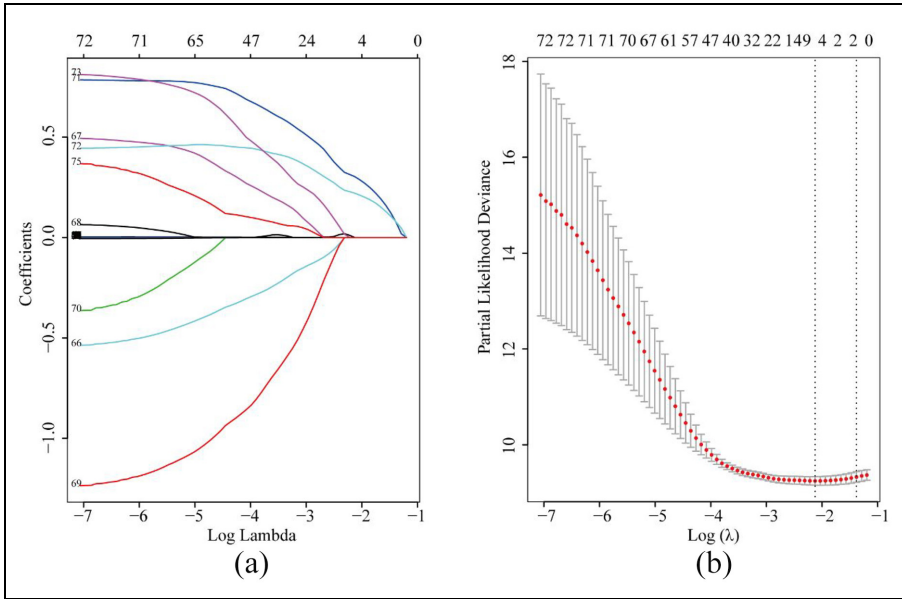 72 71 65 47 24 4 0
73
71
67
72
75
68
70
66
69
0.5
0.0
−0.5
−1.0
Coefficients
−7 −6 −5 −4 −3 −2 −1
Log Lambda
(a)
72 72 71 71 70 67 61 57 47 40 32 22 149 4 2 2 0
18
16
14
12
10
Partial Likelihood Deviance
−7 −6 −5 −4 −3 −2 −1
Log (λ)
(b)